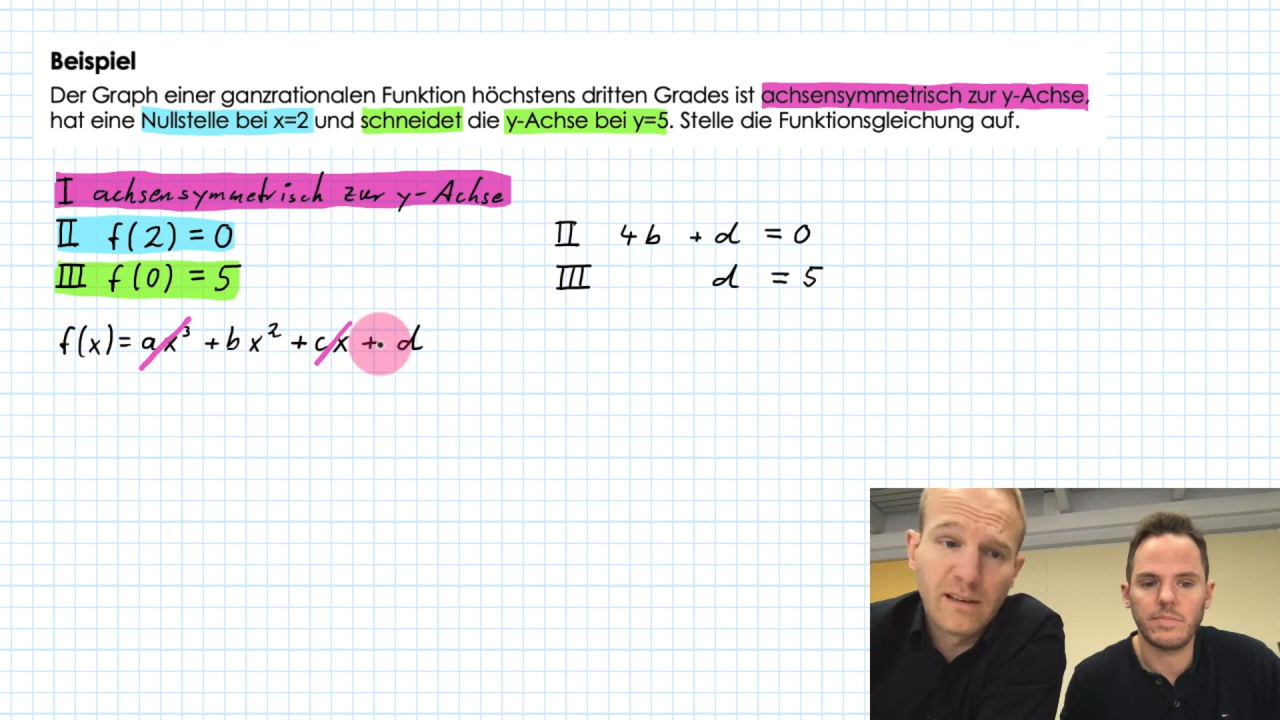 Beispiel
Der Graph einer ganzrationalen Funktion höchstens dritten Grades ist achsensymmetrisch zur y-Achse,
hat eine Nullstelle bei x=2 und schneidet die y-Achse bei y=5. Stelle die Funktionsgleichung auf.
I achsensymmetrisch zur y-Achse
II f(2) = 0
III f(0) = 5
II 4b + d = 0
III d = 5
f(x) = ax³ + bx² + cx + d